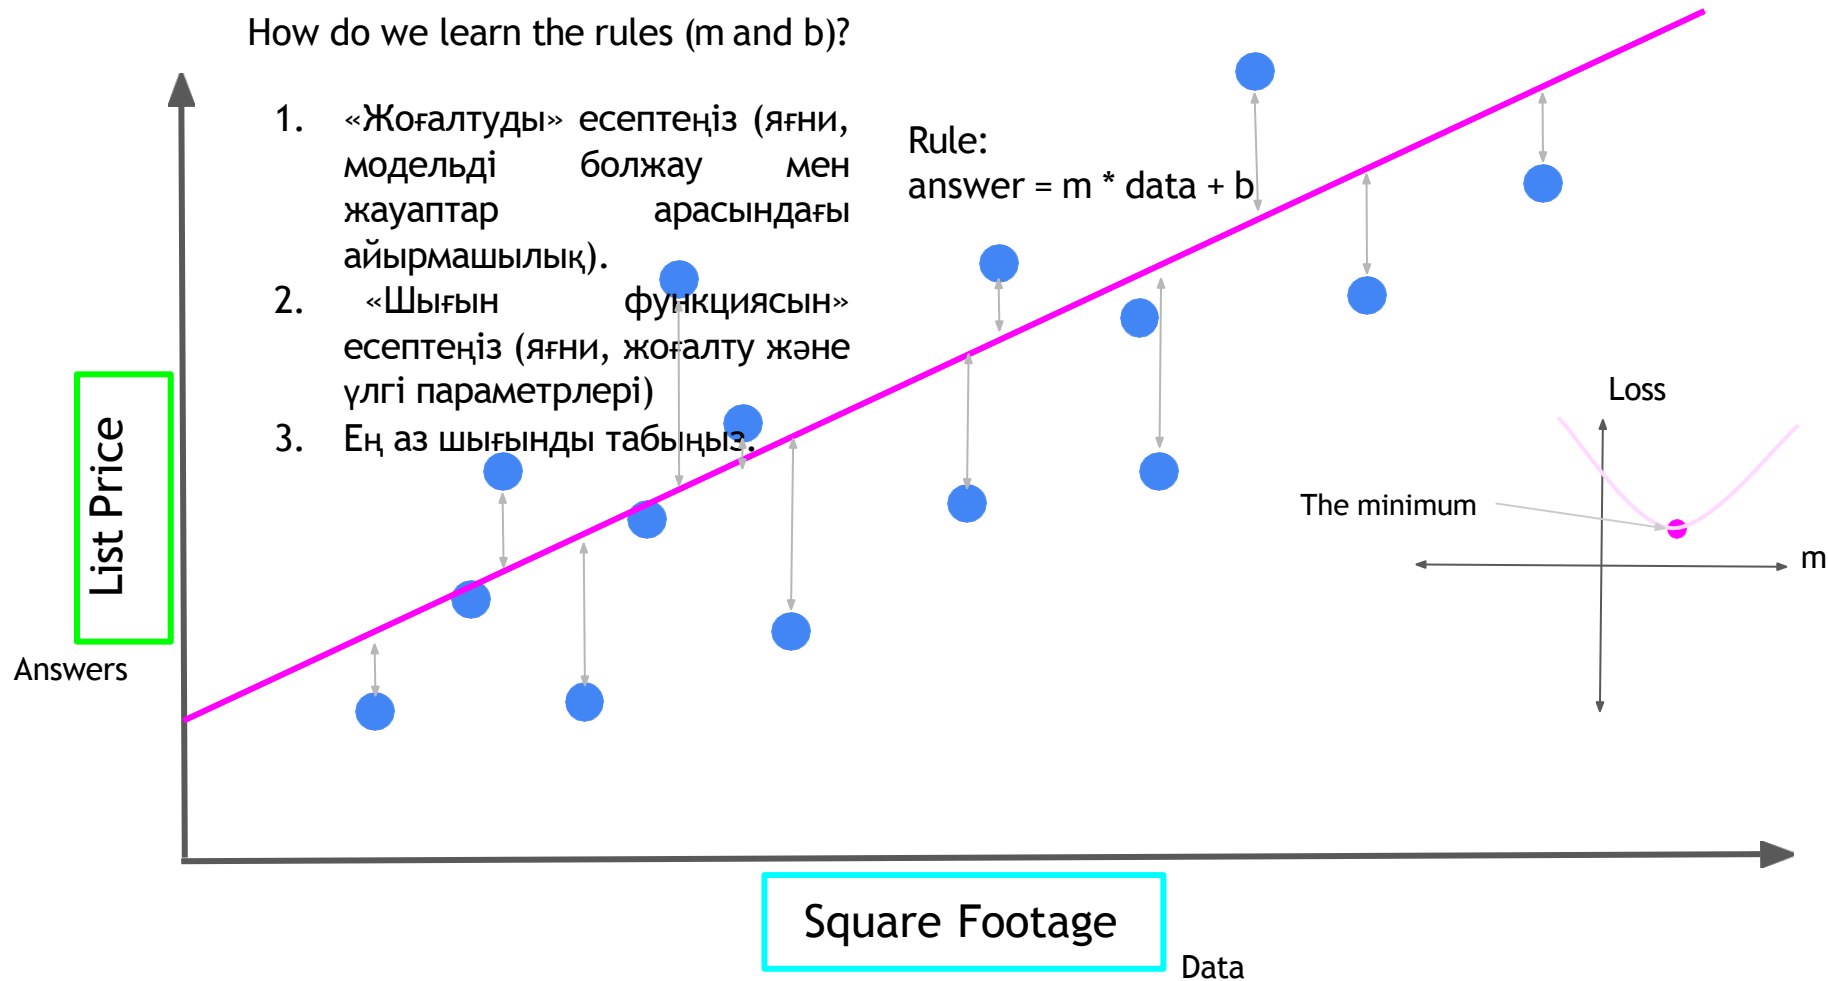 How do we learn the rules (m and b)?
1. «Жоғалтуды» есептеңіз (яғни,
модельді болжау мен
жауаптар арасындағы
айырмашылық).
2. «Шығын функциясын»
есептеңіз (яғни, жоғалту және
үлгі параметрлері)
3. Ең аз шығынды табыңыз.
Rule:
answer = m * data + b
List Price
Answers
Loss
The minimum
m
Square Footage
Data